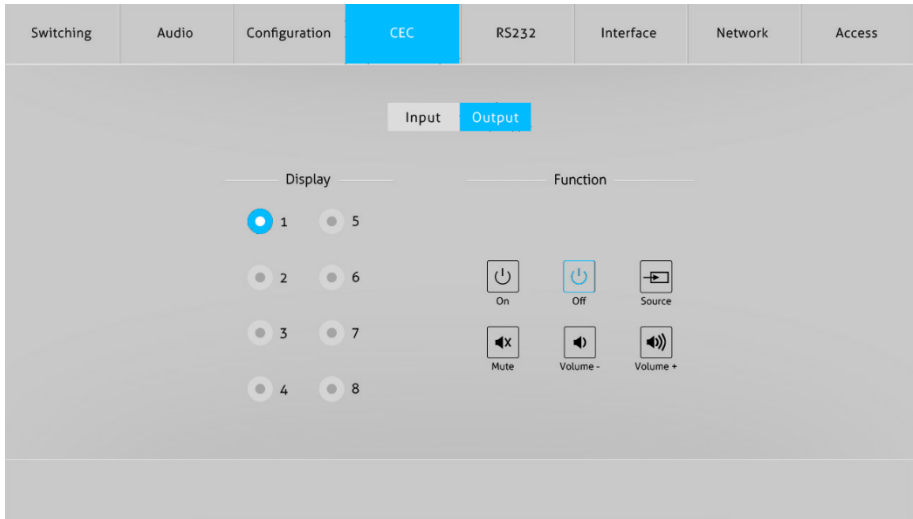 Switching Audio Configuration CEC RS232 Interface Network Access
Input Output
Display
1 5
2 6
3 7
4 8
Function
On Off Source
Mute Volume - Volume +